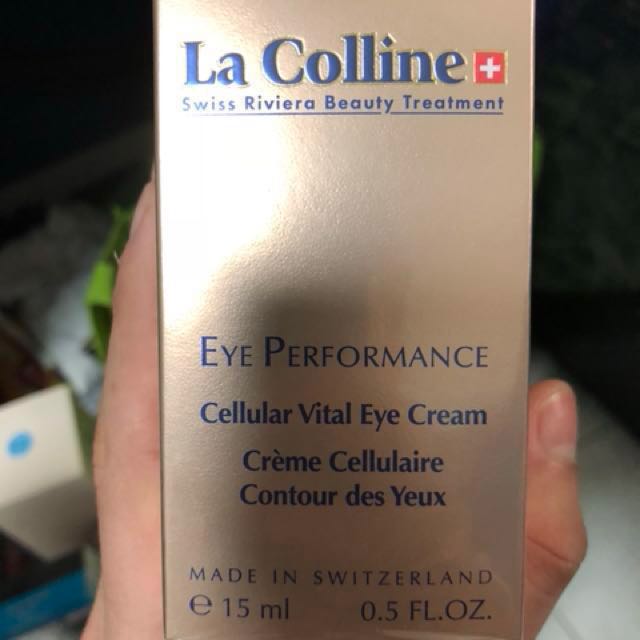 La Colline
Swiss Riviera Beauty Treatment
EYE PERFORMANCE
Cellular Vital Eye Cream
Crème Cellulaire
Contour des Yeux
MADE IN SWITZERLAND
℮ 15 ml 0.5 FL.OZ.